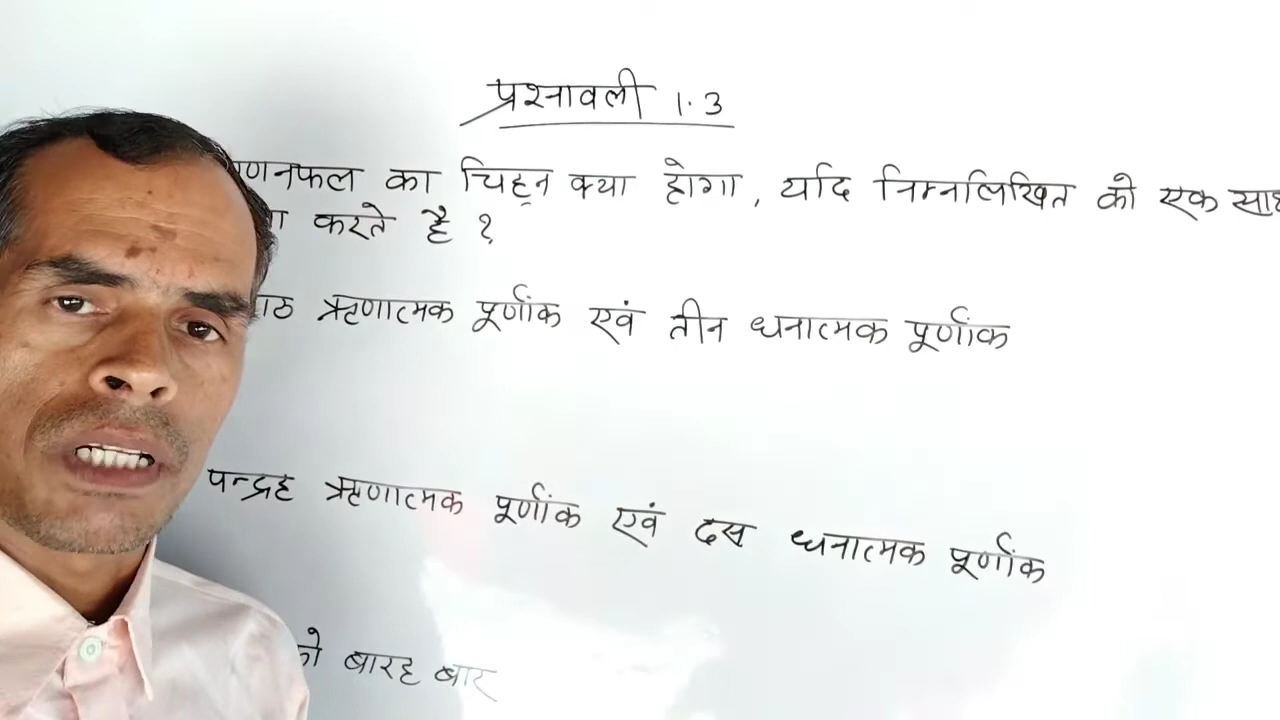 प्रश्नावली 1.3
का चिह्न क्या होगा, यदि निम्नलिखित को एक
करते है ?
ऋणात्मक पूर्णांक एवं तीन धनात्मक पूर्णांक
पन्द्रह ऋणात्मक पूर्णांक एवं दस धनात्मक पूर्णांक
बारह बार